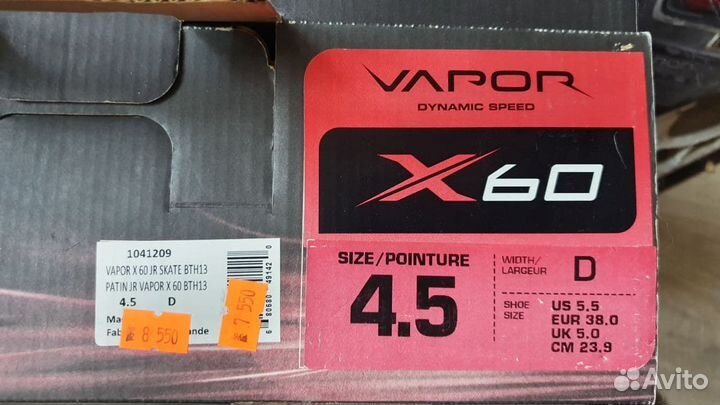 VAPOR
DYNAMIC SPEED
X60
SIZE/POINTURE
4.5
WIDTH/
LARGEUR
D
SHOE
SIZE
US 5.5
EUR 38.0
UK 5.0
CM 23.9
1041209
VAPOR X 60 JR SKATE BTH13
PATIN JR VAPOR X 60 BTH13
4.5 D
8 550
7 550
Avito